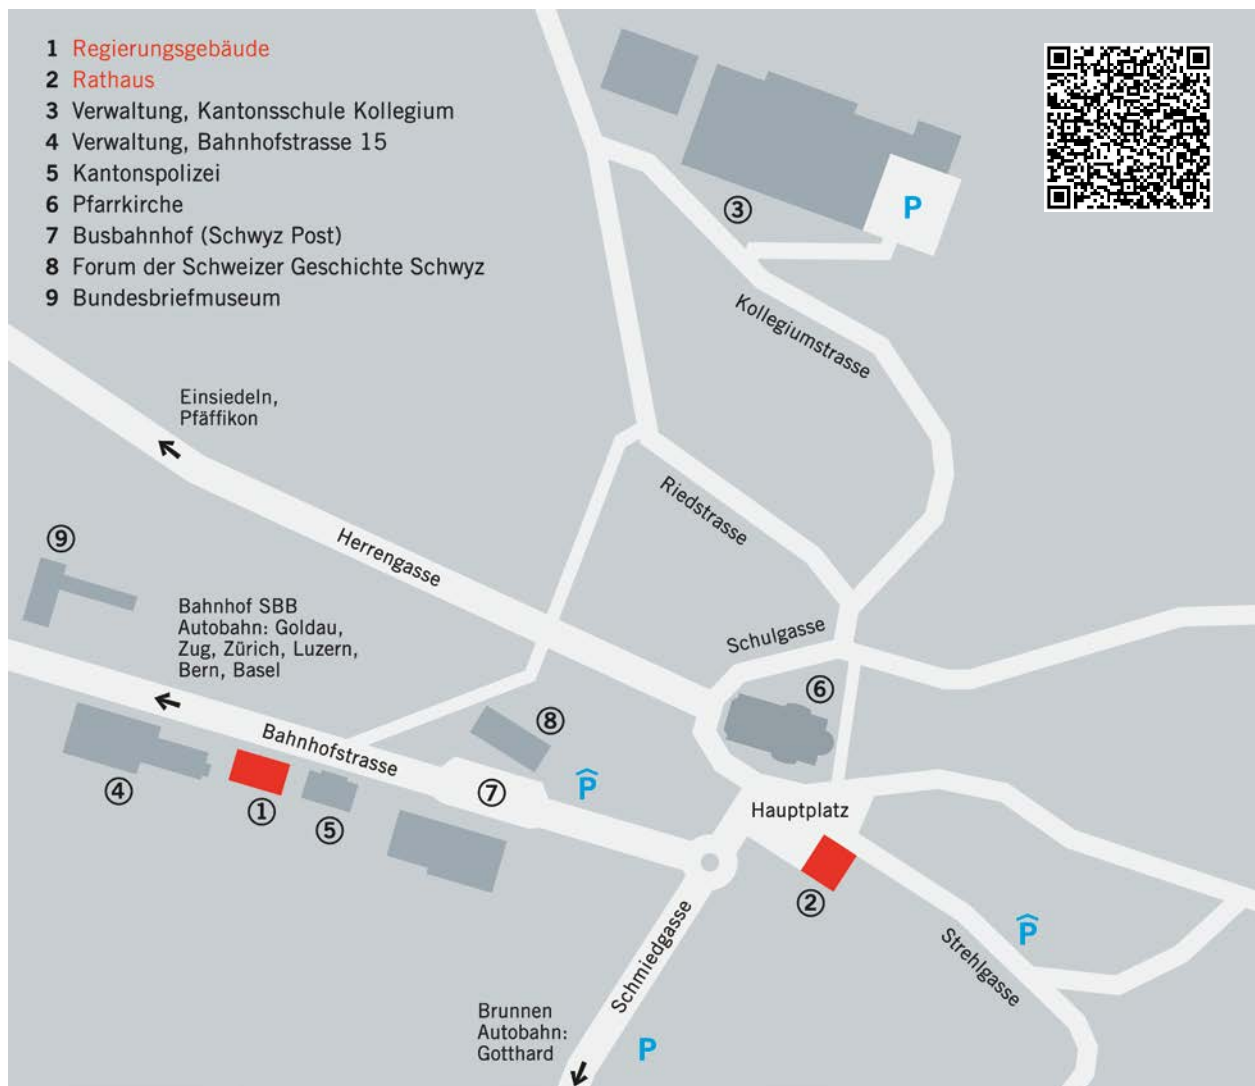 1 Regierungsgebäude
2 Rathaus
3 Verwaltung, Kantonsschule Kollegium
4 Verwaltung, Bahnhofstrasse 15
5 Kantonspolizei
6 Pfarrkirche
7 Busbahnhof (Schwyz Post)
8 Forum der Schweizer Geschichte Schwyz
9 Bundesbriefmuseum
P
3
Kollegiumstrasse
Einsiedeln,
Pfäffikon
Riedstrasse
Herrengasse
9
Bahnhof SBB
Autobahn: Goldau,
Zug, Zürich, Luzern,
Bern, Basel
Schulgasse
6
8
Bahnhofstrasse
4
1
5
7
P
Hauptplatz
2
P
Strehlgasse
Schmiedgasse
Brunnen
Autobahn:
Gotthard
P